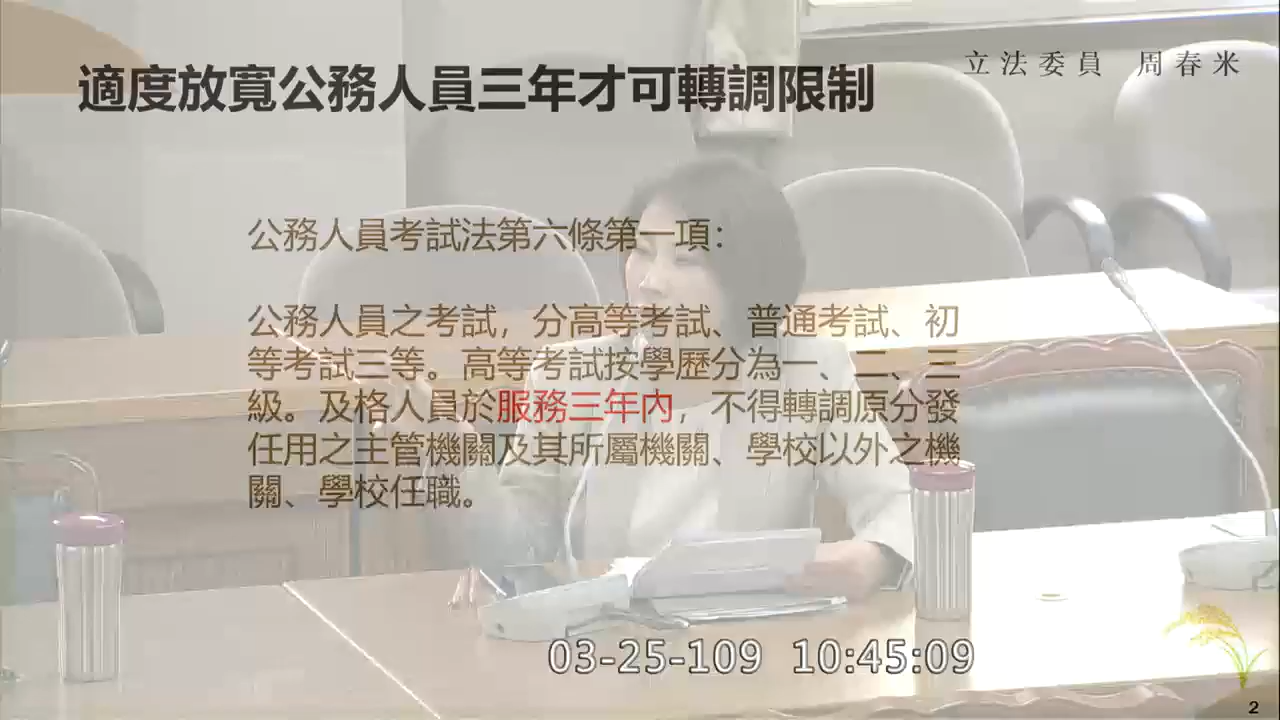 立法委員 周春米
適度放寬公務人員三年才可轉調限制
公務人員考試法第六條第一項:
公務人員之考試，分高等考試、普通考試、初
等考試三等。高等考試按學歷分為一、二、三
級。及格人員於服務三年內，不得轉調原分發
任用之主管機關及其所屬機關、學校以外之機
關、學校任職。
03-25-109 10:45:09
2